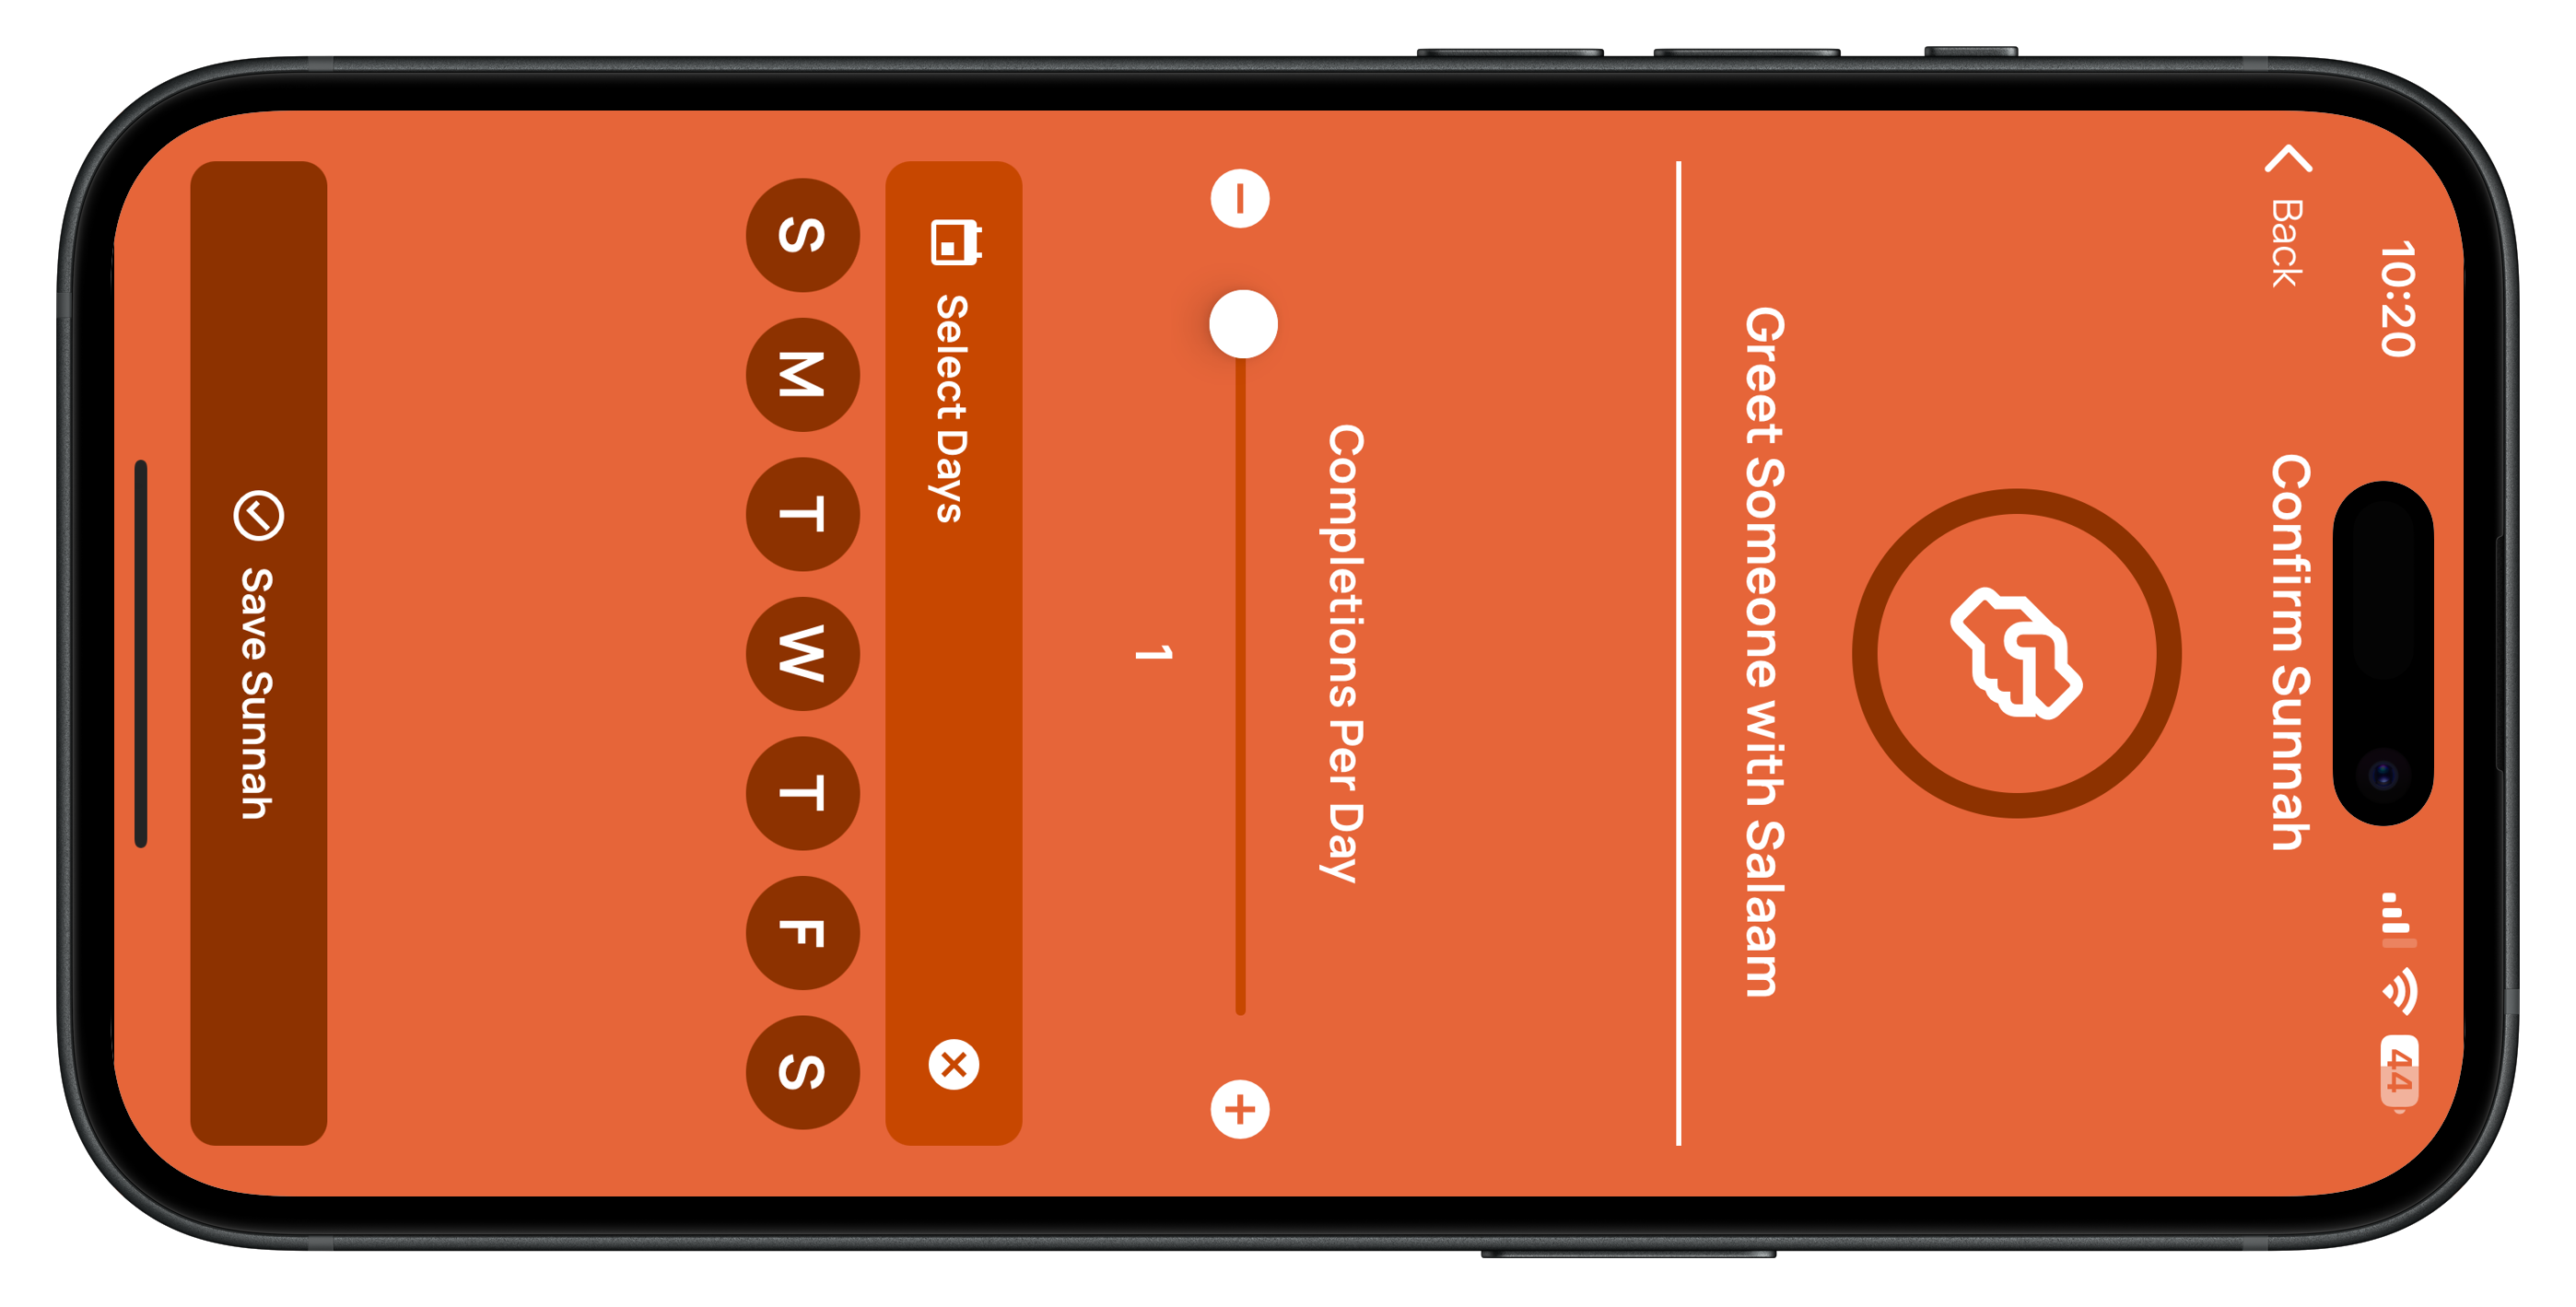 10:20
44
Back
Confirm Sunnah
Greet Someone with Salaam
Completions Per Day
1
Select Days
S M T W T F S
Save Sunnah